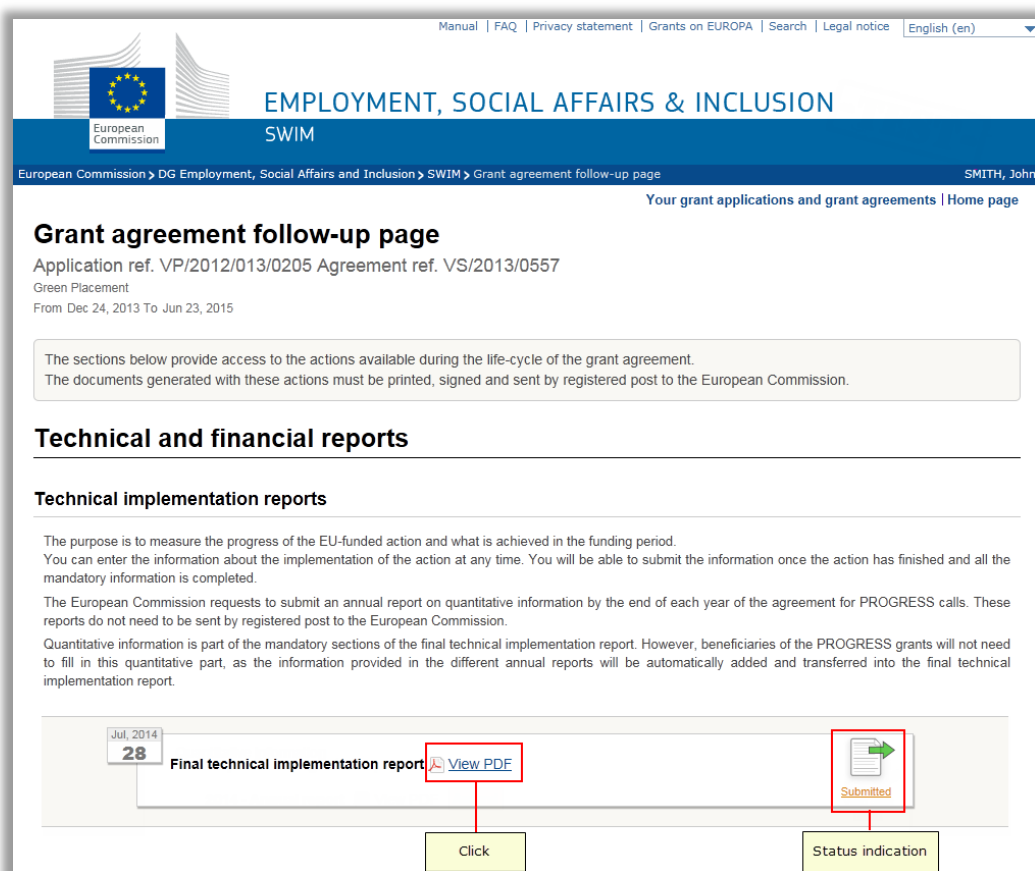 Manual | FAQ | Privacy statement | Grants on EUROPA | Search | Legal notice English (en)
European
Commission
EMPLOYMENT, SOCIAL AFFAIRS & INCLUSION
SWIM
European Commission > DG Employment, Social Affairs and Inclusion > SWIM > Grant agreement follow-up page SMITH, John
Your grant applications and grant agreements | Home page
Grant agreement follow-up page
Application ref. VP/2012/013/0205 Agreement ref. VS/2013/0557
Green Placement
From Dec 24, 2013 To Jun 23, 2015
The sections below provide access to the actions available during the life-cycle of the grant agreement.
The documents generated with these actions must be printed, signed and sent by registered post to the European Commission.
Technical and financial reports
Technical implementation reports
The purpose is to measure the progress of the EU-funded action and what is achieved in the funding period.
You can enter the information about the implementation of the action at any time. You will be able to submit the information once the action has finished and all the
mandatory information is completed.
The European Commission requests to submit an annual report on quantitative information by the end of each year of the agreement for PROGRESS calls. These
reports do not need to be sent by registered post to the European Commission.
Quantitative information is part of the mandatory sections of the final technical implementation report. However, beneficiaries of the PROGRESS grants will not need
to fill in this quantitative part, as the information provided in the different annual reports will be automatically added and transferred into the final technical
implementation report.
Jul, 2014
28
Final technical implementation report View PDF
Submitted
Click
Status indication